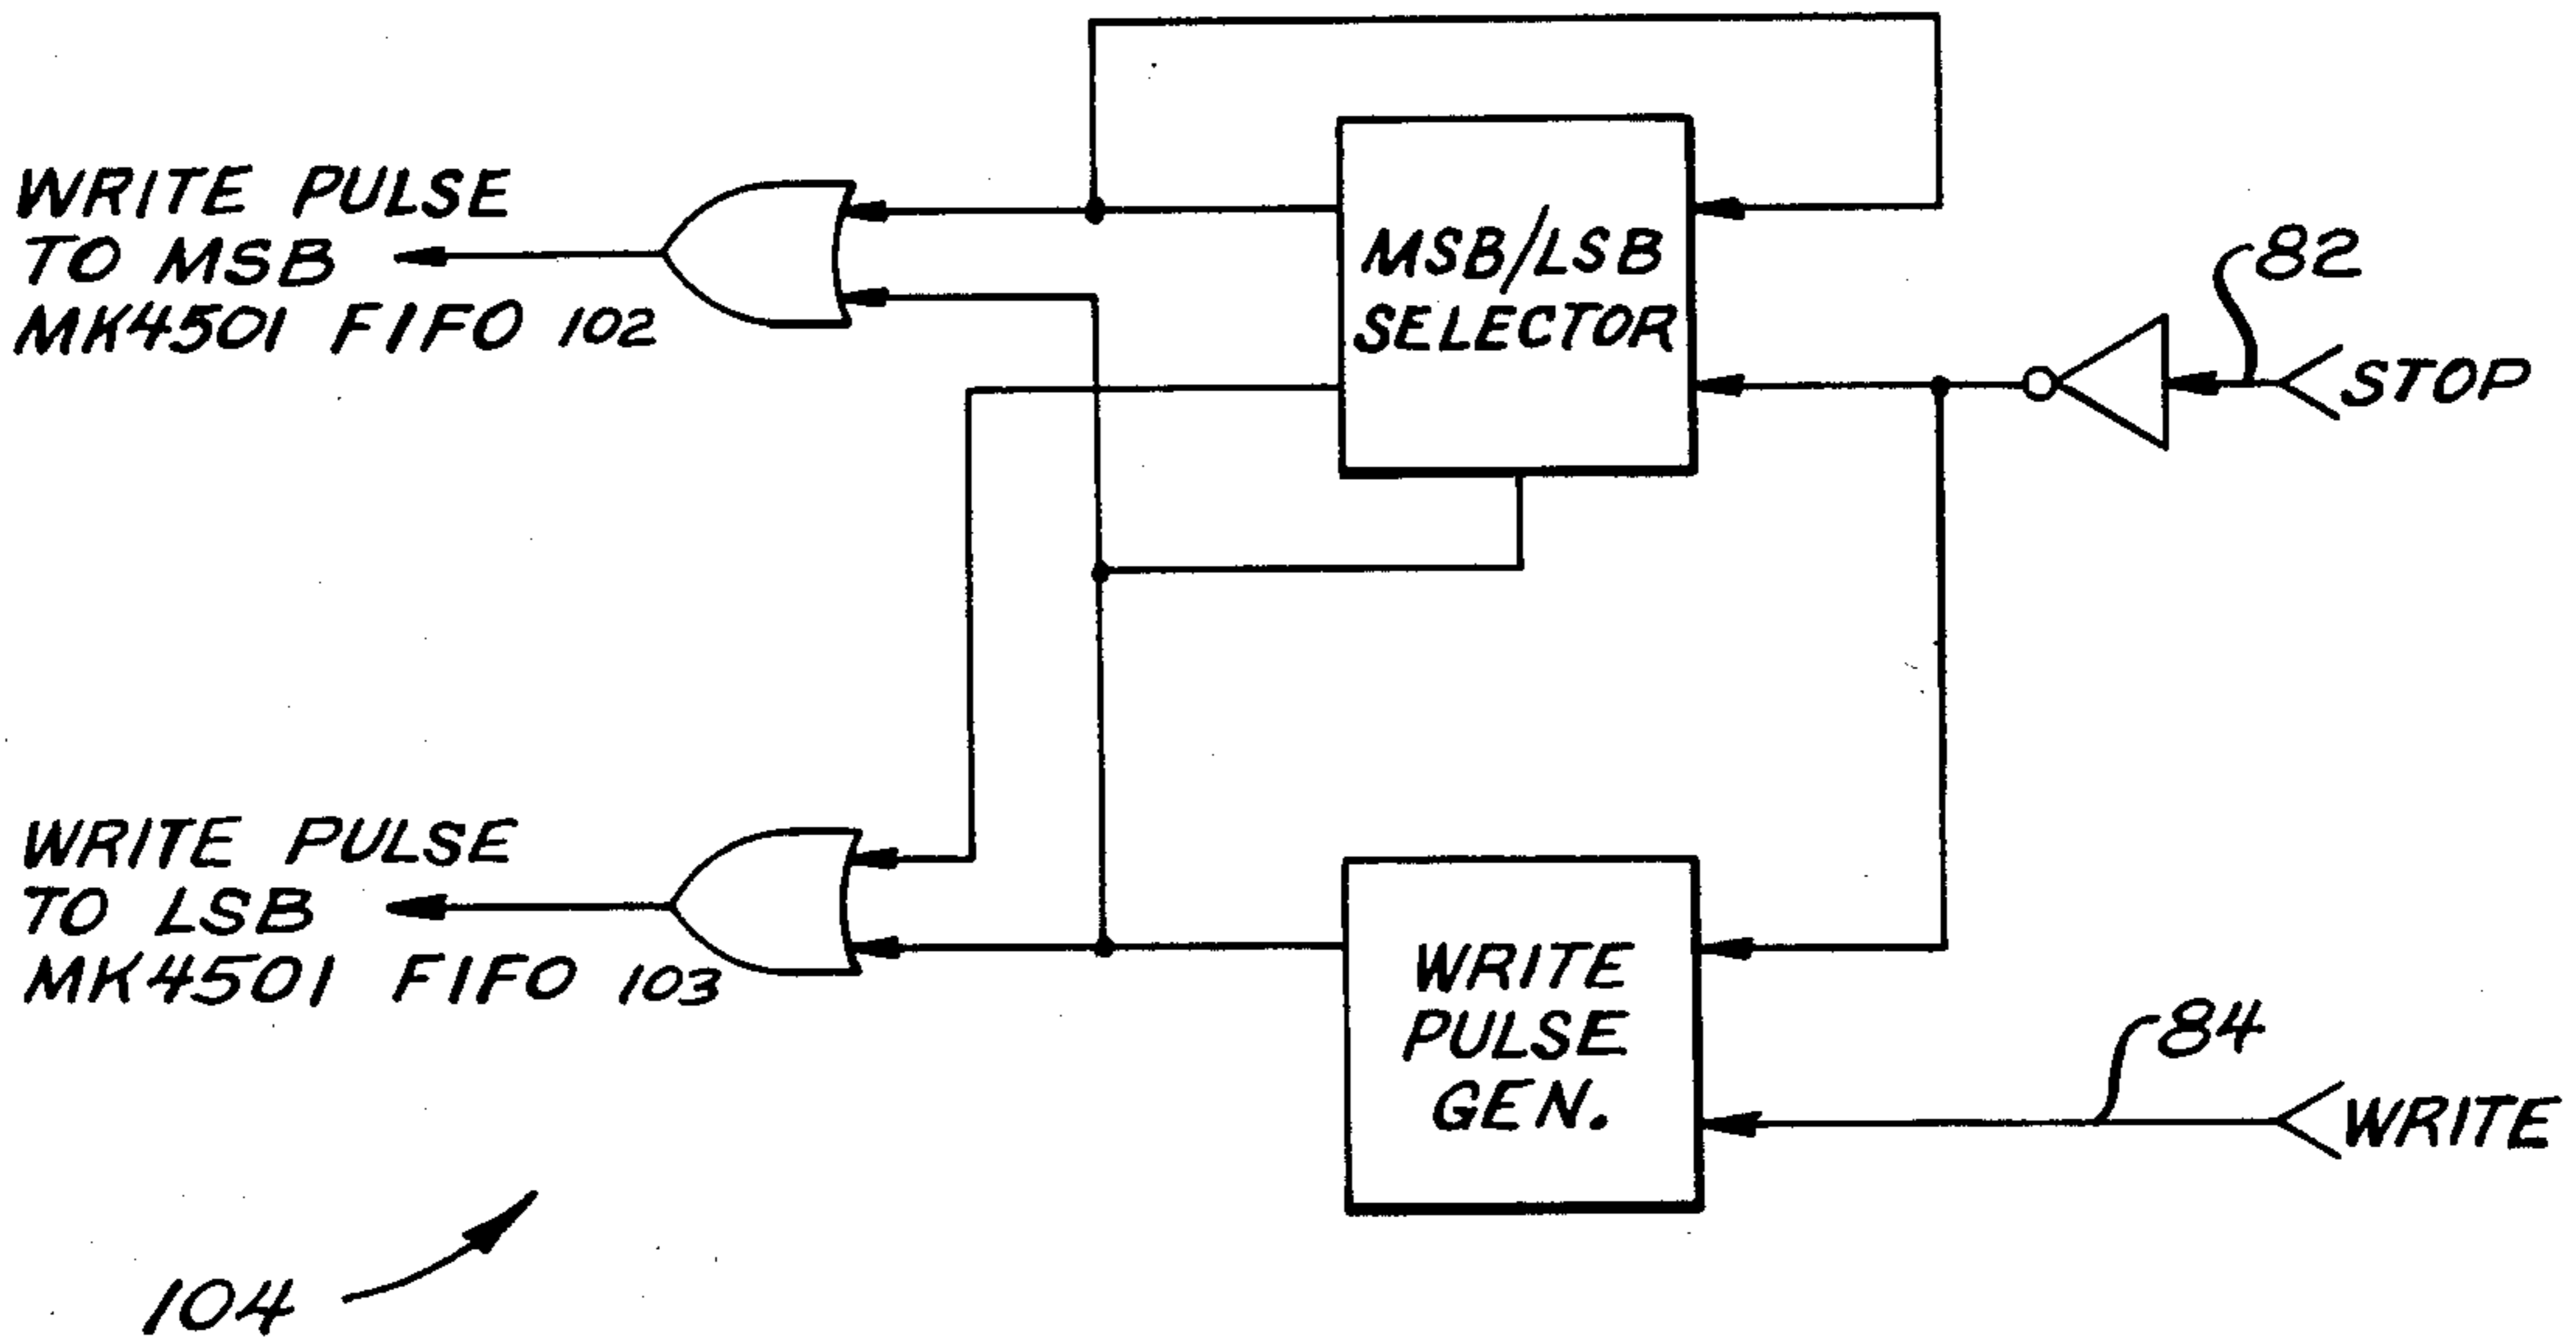 WRITE PULSE
TO MSB
MK4501 FIFO 102
MSB/LSB
SELECTOR
82
STOP
WRITE PULSE
TO LSB
MK4501 FIFO 103
WRITE
PULSE
GEN.
84
WRITE
104